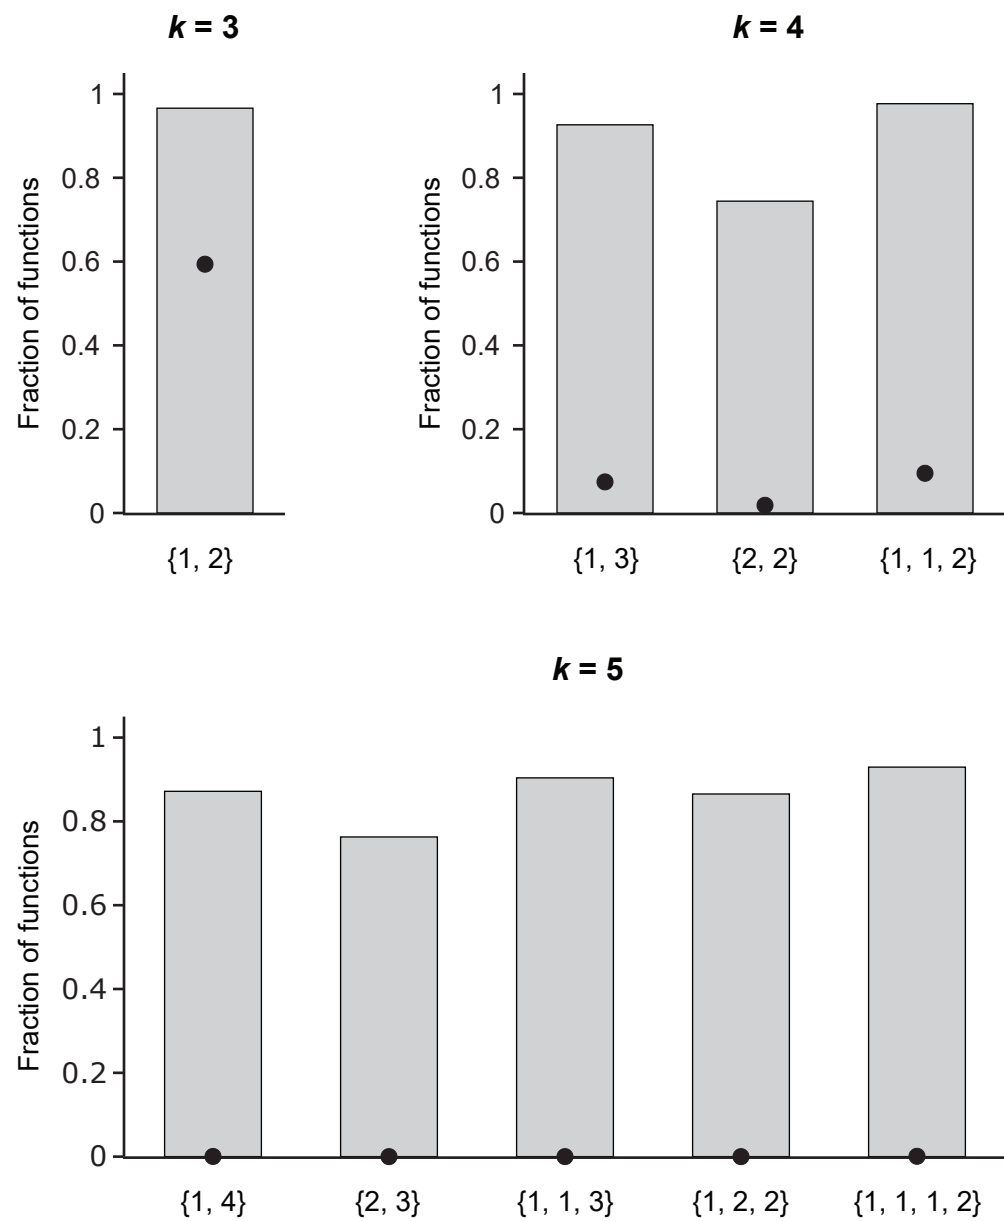 k = 3
Fraction of functions
1
0.8
0.6
0.4
0.2
0
{1, 2}
k = 4
Fraction of functions
1
0.8
0.6
0.4
0.2
0
{1, 3} {2, 2} {1, 1, 2}
k = 5
Fraction of functions
1
0.8
0.6
0.4
0.2
0
{1, 4} {2, 3} {1, 1, 3} {1, 2, 2} {1, 1, 1, 2}